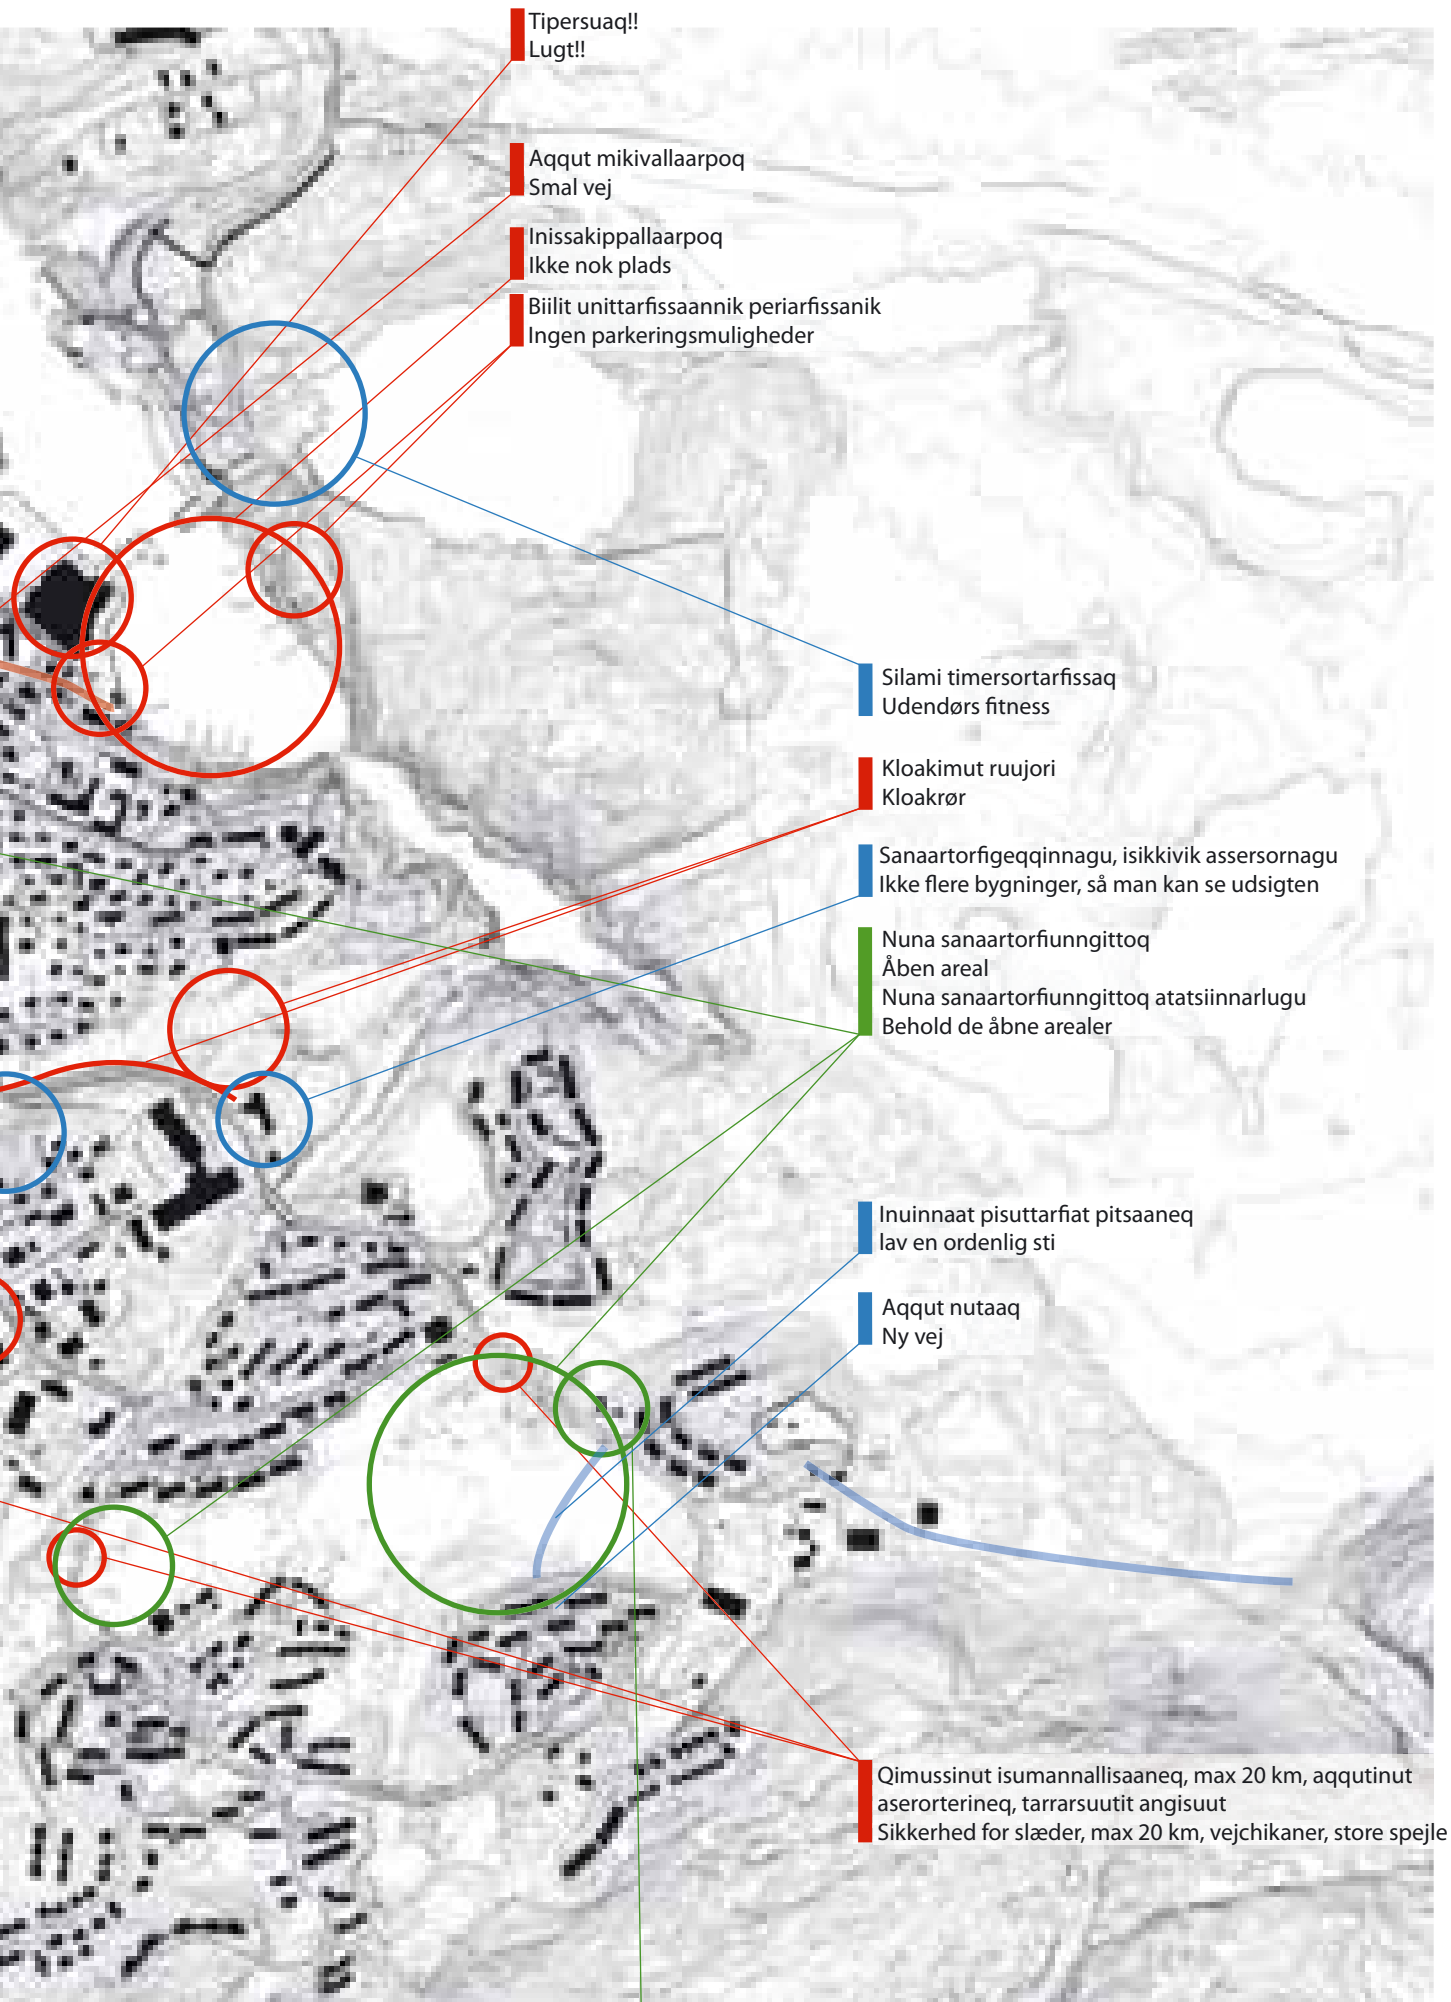 Tipersuaq!!
Lugt!!
Aqqut mikivallaarpoq
Smal vej
Inissakippallaarpoq
Ikke nok plads
Biilit unittarfissaannik periarfissanik
Ingen parkeringsmuligheder
Silami timersortarfissaq
Udendørs fitness
Kloakimut ruujori
Kloakrør
Sanaartorfigeqqinnagu, isikkivik assersornagu
Ikke flere bygninger, så man kan se udsigten
Nuna sanaartorfiunngittoq
Åben areal
Nuna sanaartorfiunngittoq atatsiinnarlugu
Behold de åbne arealer
Inuinnaat pisuttarfiat pitsaaneq
lav en ordenlig sti
Aqqut nutaaq
Ny vej
Qimussinut isumannallisaaneq, max 20 km, aqqutinut
aserorterineq, tarrarsuutit angisuut
Sikkerhed for slæder, max 20 km, vejchikaner, store spejle